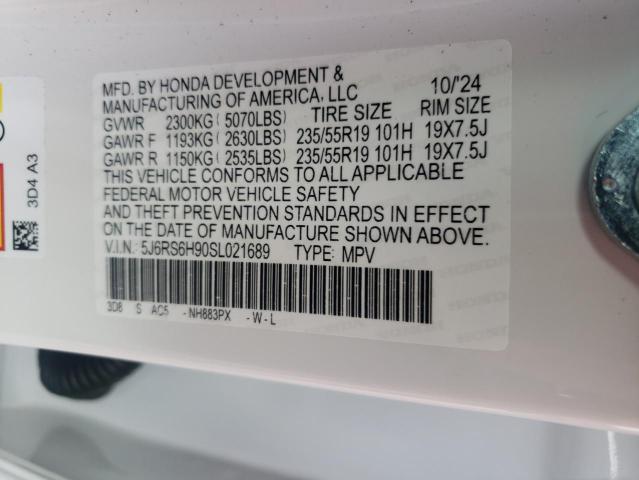 MFD. BY HONDA DEVELOPMENT &
MANUFACTURING OF AMERICA, LLC 10/'24
GVWR 2300KG ( 5070LBS) TIRE SIZE RIM SIZE
GAWR F 1193KG ( 2630LBS) 235/55R19 101H 19X7.5J
GAWR R 1150KG ( 2535LBS) 235/55R19 101H 19X7.5J
THIS VEHICLE CONFORMS TO ALL APPLICABLE
FEDERAL MOTOR VEHICLE SAFETY
AND THEFT PREVENTION STANDARDS IN EFFECT
ON THE DATE OF MANUFACTURE SHOWN ABOVE.
V.I.N.: 5J6RS6H90SL021689 TYPE: MPV
3D8 S AC5 -NH883PX -W-L
3D4 A3